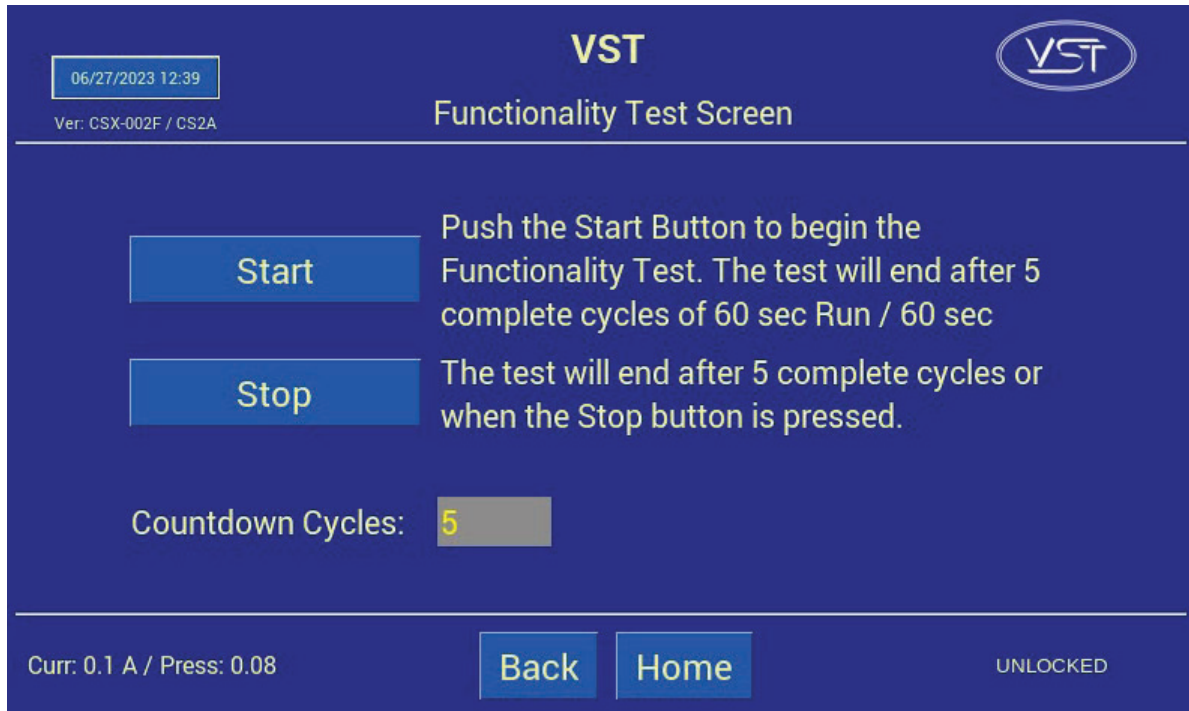 06/27/2023 12:39
Ver: CSX-002F / CS2A
VST
Functionality Test Screen
VST
Start
Push the Start Button to begin the
Functionality Test. The test will end after 5
complete cycles of 60 sec Run / 60 sec
Stop
The test will end after 5 complete cycles or
when the Stop button is pressed.
Countdown Cycles: 5
Curr: 0.1 A / Press: 0.08
Back
Home
UNLOCKED